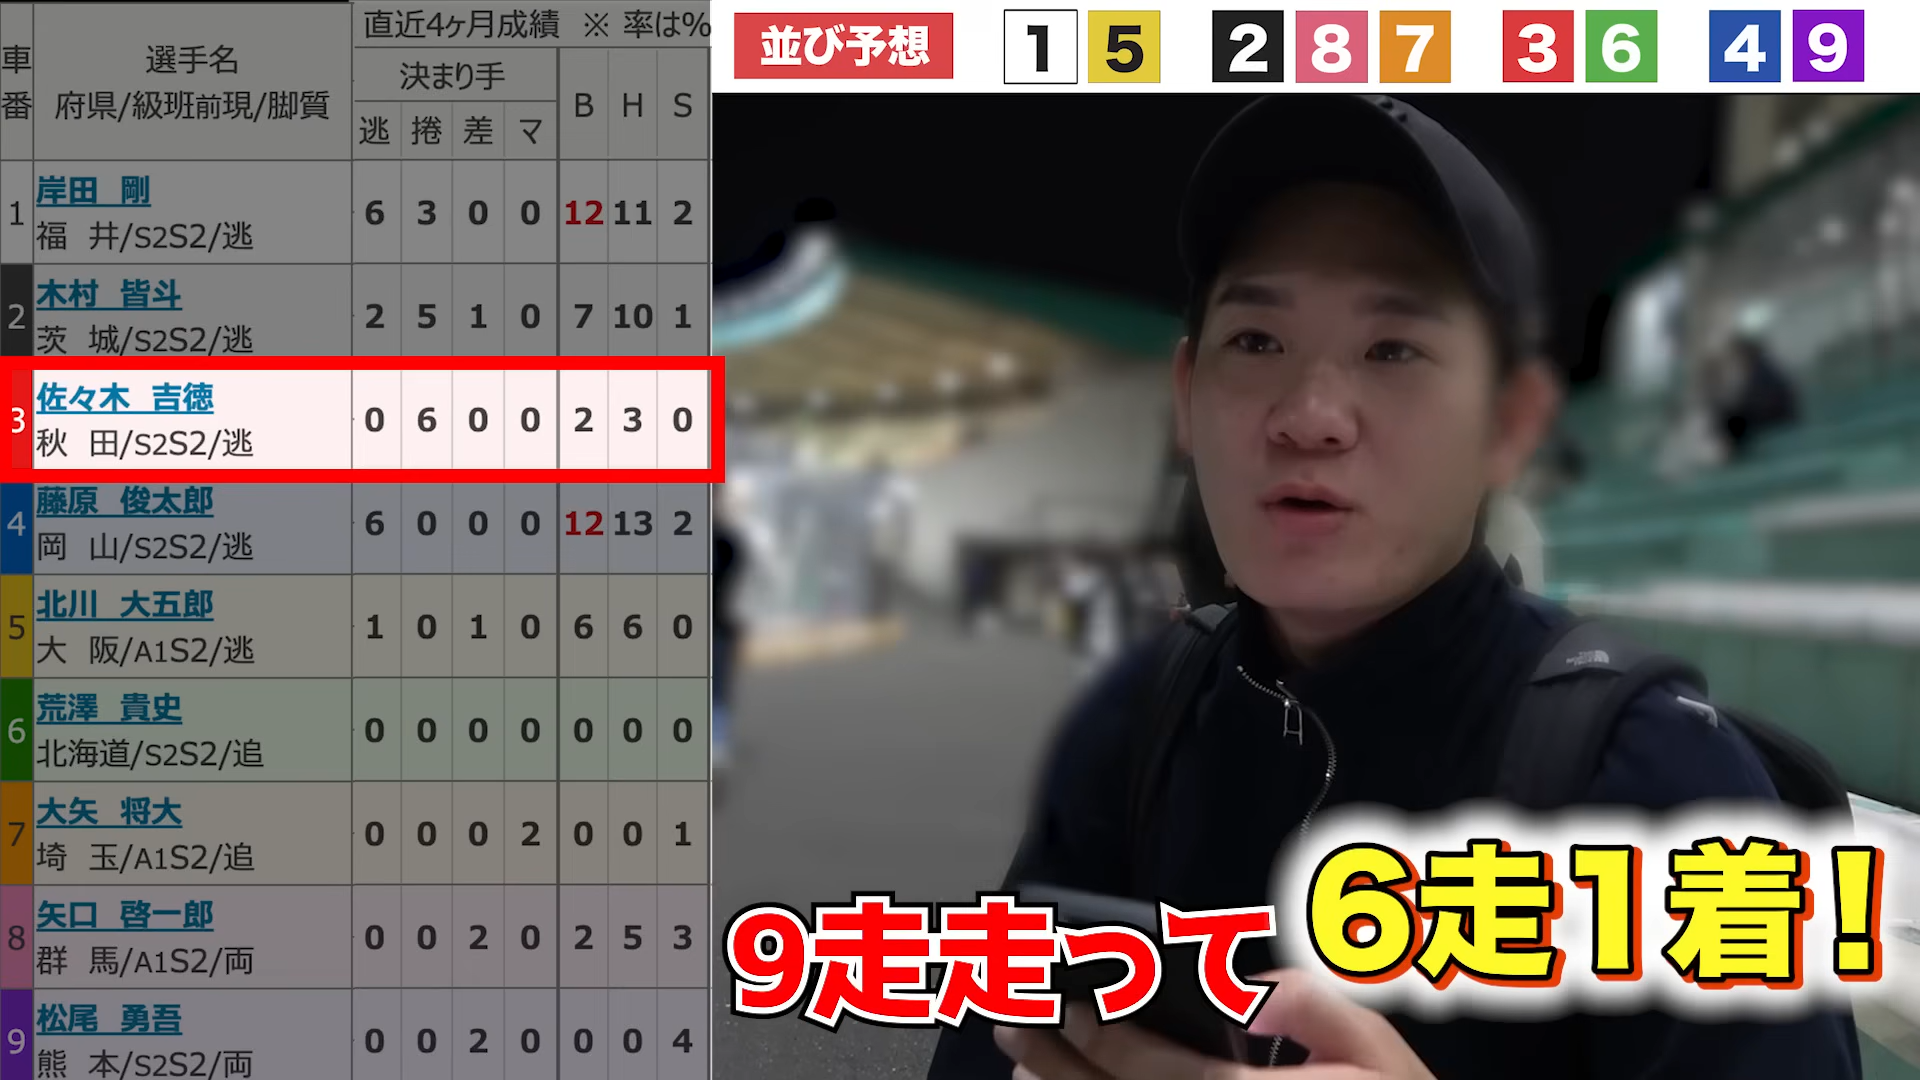 車番
選手名
府県/級班前現/脚質
直近4ヶ月成績 ※ 率は%
決まり手
逃 捲 差 マ B H S
1 岸田 剛
福 井/S2S2/逃
6 3 0 0 12 11 2
2 木村 皆斗
茨 城/S2S2/逃
2 5 1 0 7 10 1
3 佐々木 吉徳
秋 田/S2S2/逃
0 6 0 0 2 3 0
4 藤原 俊太郎
岡 山/S2S2/逃
6 0 0 0 12 13 2
5 北川 大五郎
大 阪/A1S2/逃
1 0 1 0 6 6 0
6 荒澤 貴史
北海道/S2S2/追
0 0 0 0 0 0 0
7 大矢 将大
埼 玉/A1S2/追
0 0 0 2 0 0 1
8 矢口 啓一郎
群 馬/A1S2/両
0 0 2 0 2 5 3
9 松尾 勇吾
熊 本/S2S2/両
0 0 2 0 0 0 4
並び予想 1 5 2 8 7 3 6 4 9
9走走って
6走1着!